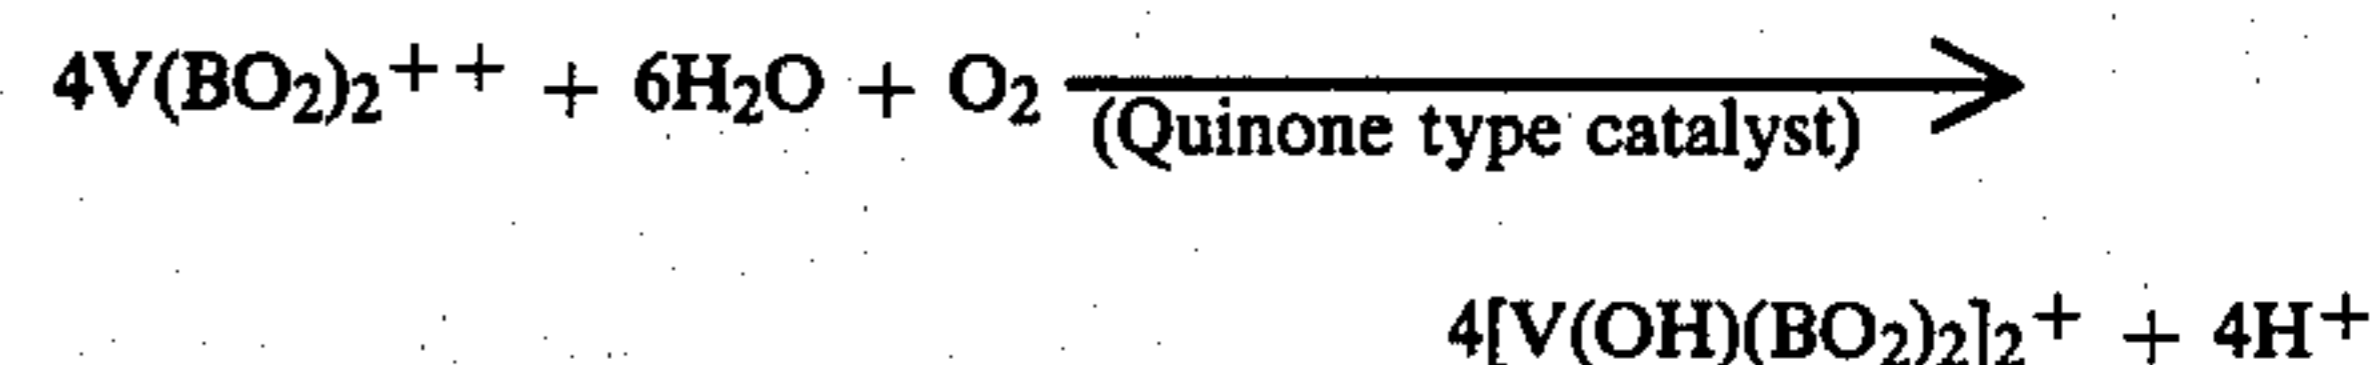 4V(BO₂)₂⁺⁺ + 6H₂O + O₂ ⟶
(Quinone type catalyst)
4[V(OH)(BO₂)₂]₂⁺ + 4H⁺